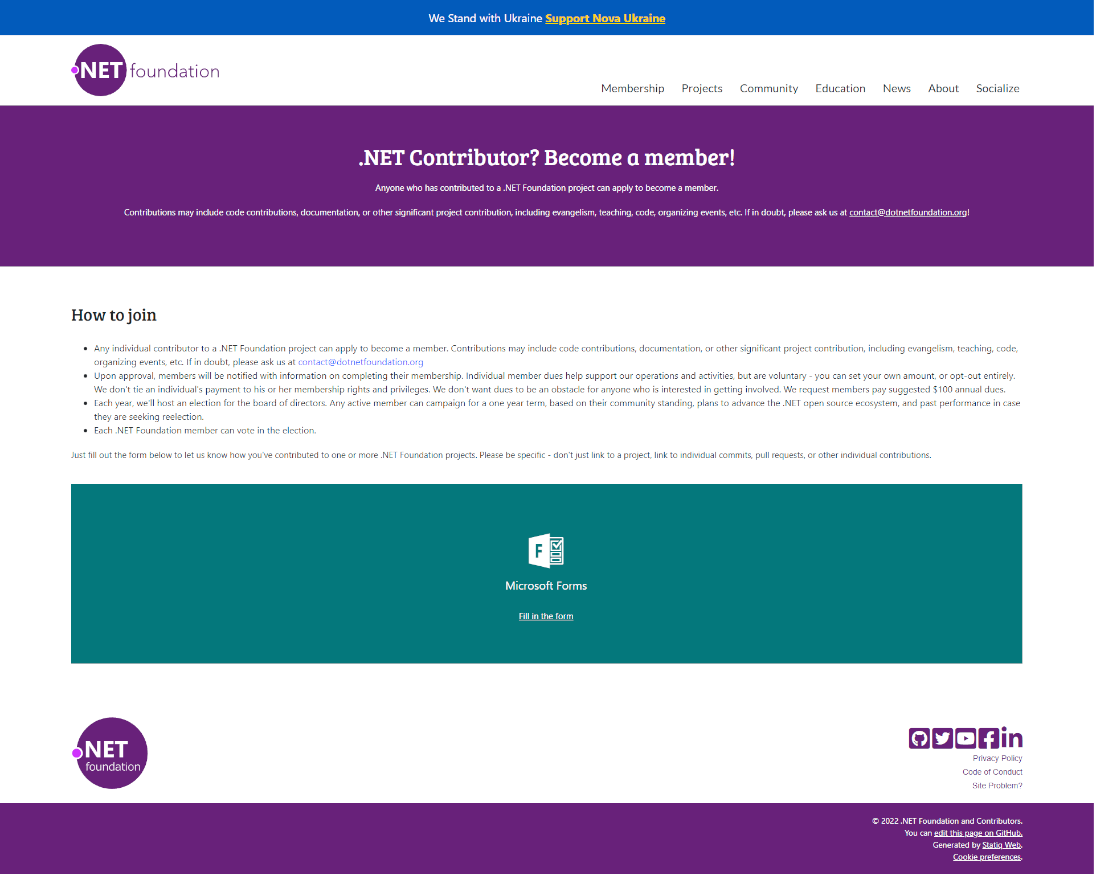 We Stand with Ukraine Support Nova Ukraine
.NET foundation
Membership Projects Community Education News About Socialize
.NET Contributor? Become a member!
Anyone who has contributed to a .NET Foundation project can apply to become a member.
Contributions may include code contributions, documentation, or other significant project contribution, including evangelism, teaching, code, organizing events, etc. If in doubt, please ask us at contact@dotnetfoundation.org!
How to join
• Any individual contributor to a .NET Foundation project can apply to become a member. Contributions may include code contributions, documentation, or other significant project contribution, including evangelism, teaching, code,
organizing events, etc. If in doubt, please ask us at contact@dotnetfoundation.org
• Upon approval, members will be notified with information on completing their membership. Individual member dues help support our operations and activities, but are voluntary - you can set your own amount, or opt-out entirely.
We don't tie an individual's payment to his or her membership rights and privileges. We don't want dues to be an obstacle for anyone who is interested in getting involved. We request members pay suggested $100 annual dues.
• Each year, we'll host an election for the board of directors. Any active member can campaign for a one year term, based on their community standing, plans to advance the .NET open source ecosystem, and past performance in case
they are seeking reelection.
• Each .NET Foundation member can vote in the election.
Just fill out the form below to let us know how you've contributed to one or more .NET Foundation projects. Please be specific - don't just link to a project, link to individual commits, pull requests, or other individual contributions.
F
Microsoft Forms
Fill in the form
.NET
foundation
in
Privacy Policy
Code of Conduct
Site Problem?
© 2022 .NET Foundation and Contributors.
You can edit this page on GitHub.
Generated by Statiq Web.
Cookie preferences.